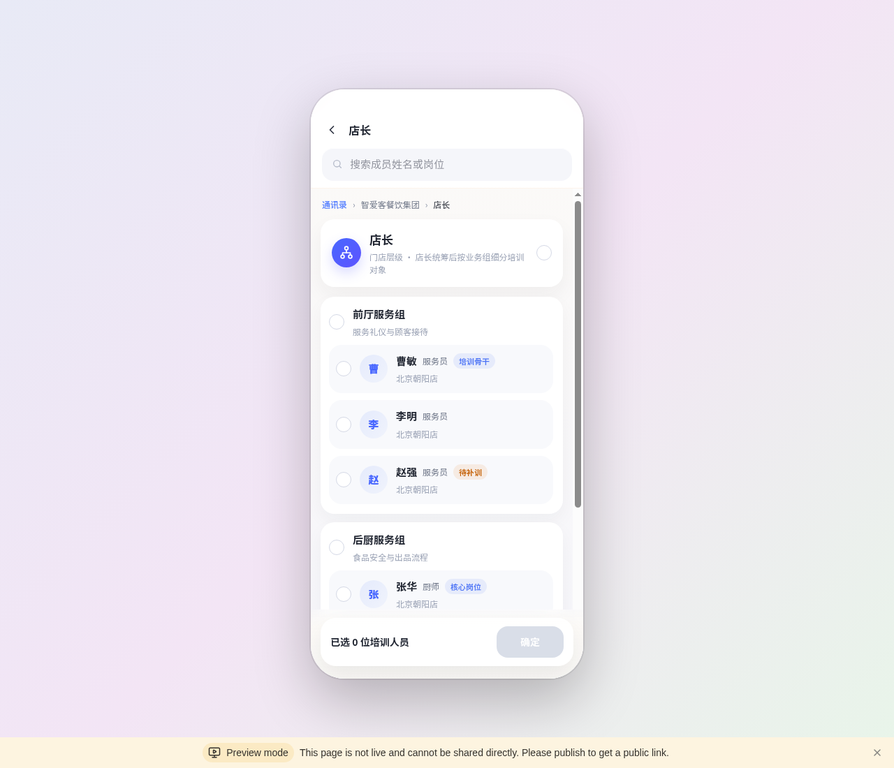 店长
搜索成员姓名或岗位
通讯录 › 智爱客餐饮集团 › 店长
店长
门店层级 • 店长统筹后按业务组细分培训
对象
前厅服务组
服务礼仪与顾客接待
曹
曹敏 服务员 培训骨干
北京朝阳店
李
李明 服务员
北京朝阳店
赵
赵强 服务员 待补训
北京朝阳店
后厨服务组
食品安全与出品流程
张
张华 厨师 核心岗位
北京朝阳店
已选 0 位培训人员
确定
Preview mode This page is not live and cannot be shared directly. Please publish to get a public link.